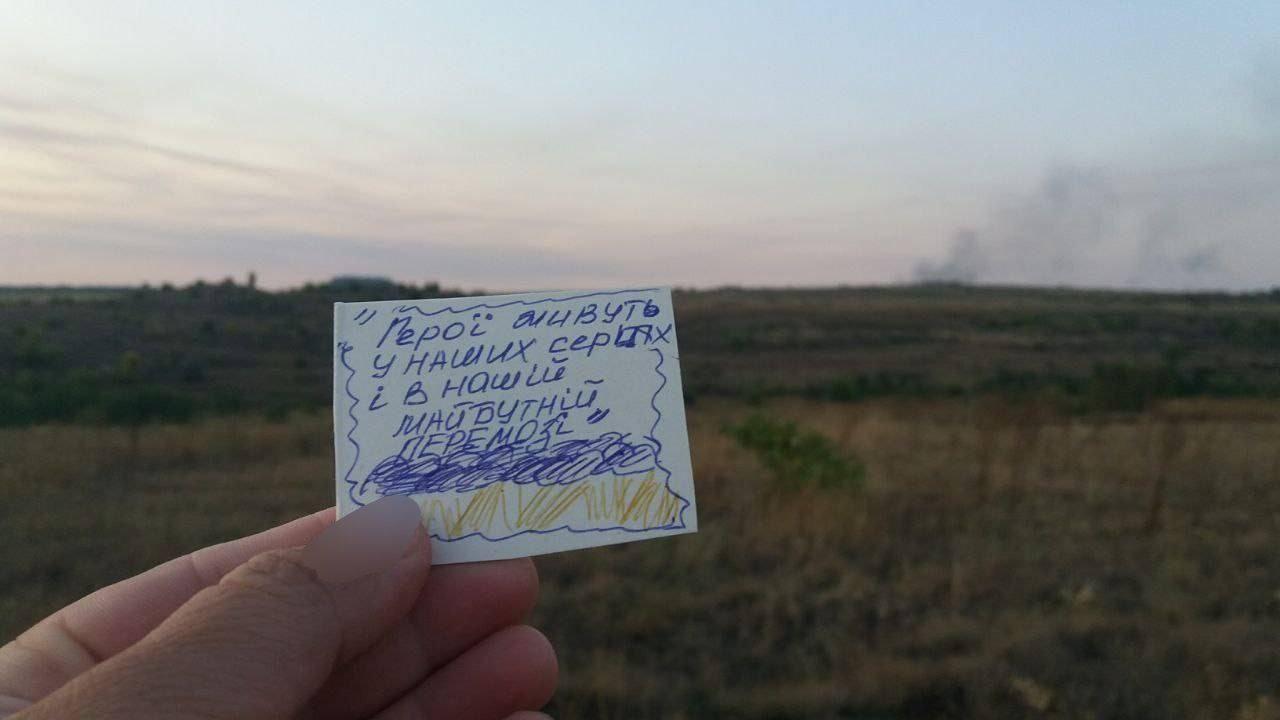 "Герої живуть
у наших серцях
і в нашій
майбутній
перемозі"